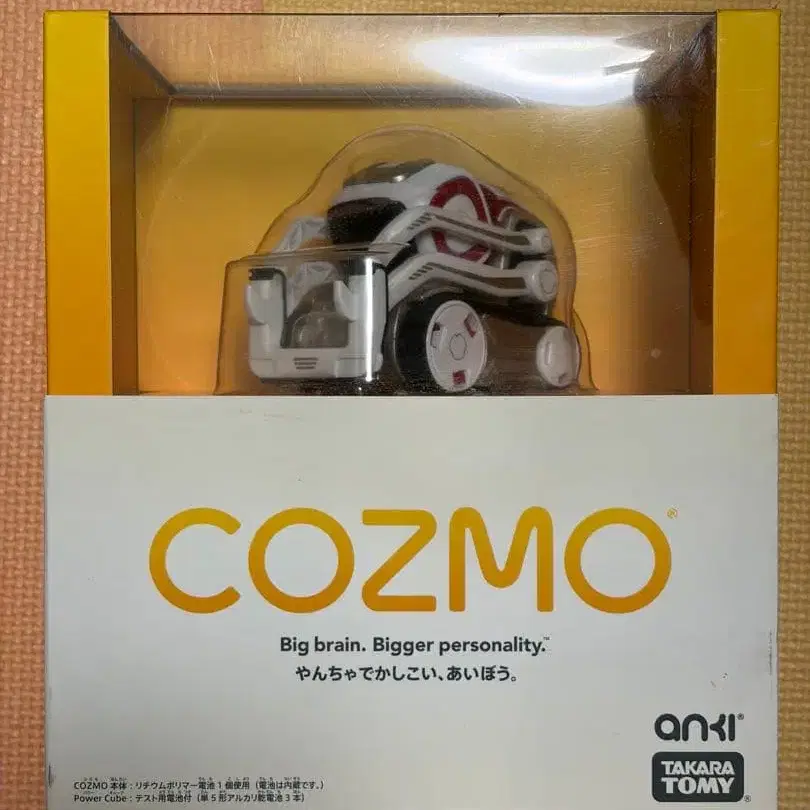 COZMO®
Big brain. Bigger personality.™
やんちゃでかしこい、あいぼう。
anki®
TAKARA TOMY®
COZMO 本体：リチウムポリマー電池1個使用（電池は内蔵です。）
Power Cube：テスト用電池付（単5形アルカリ乾電池3本）